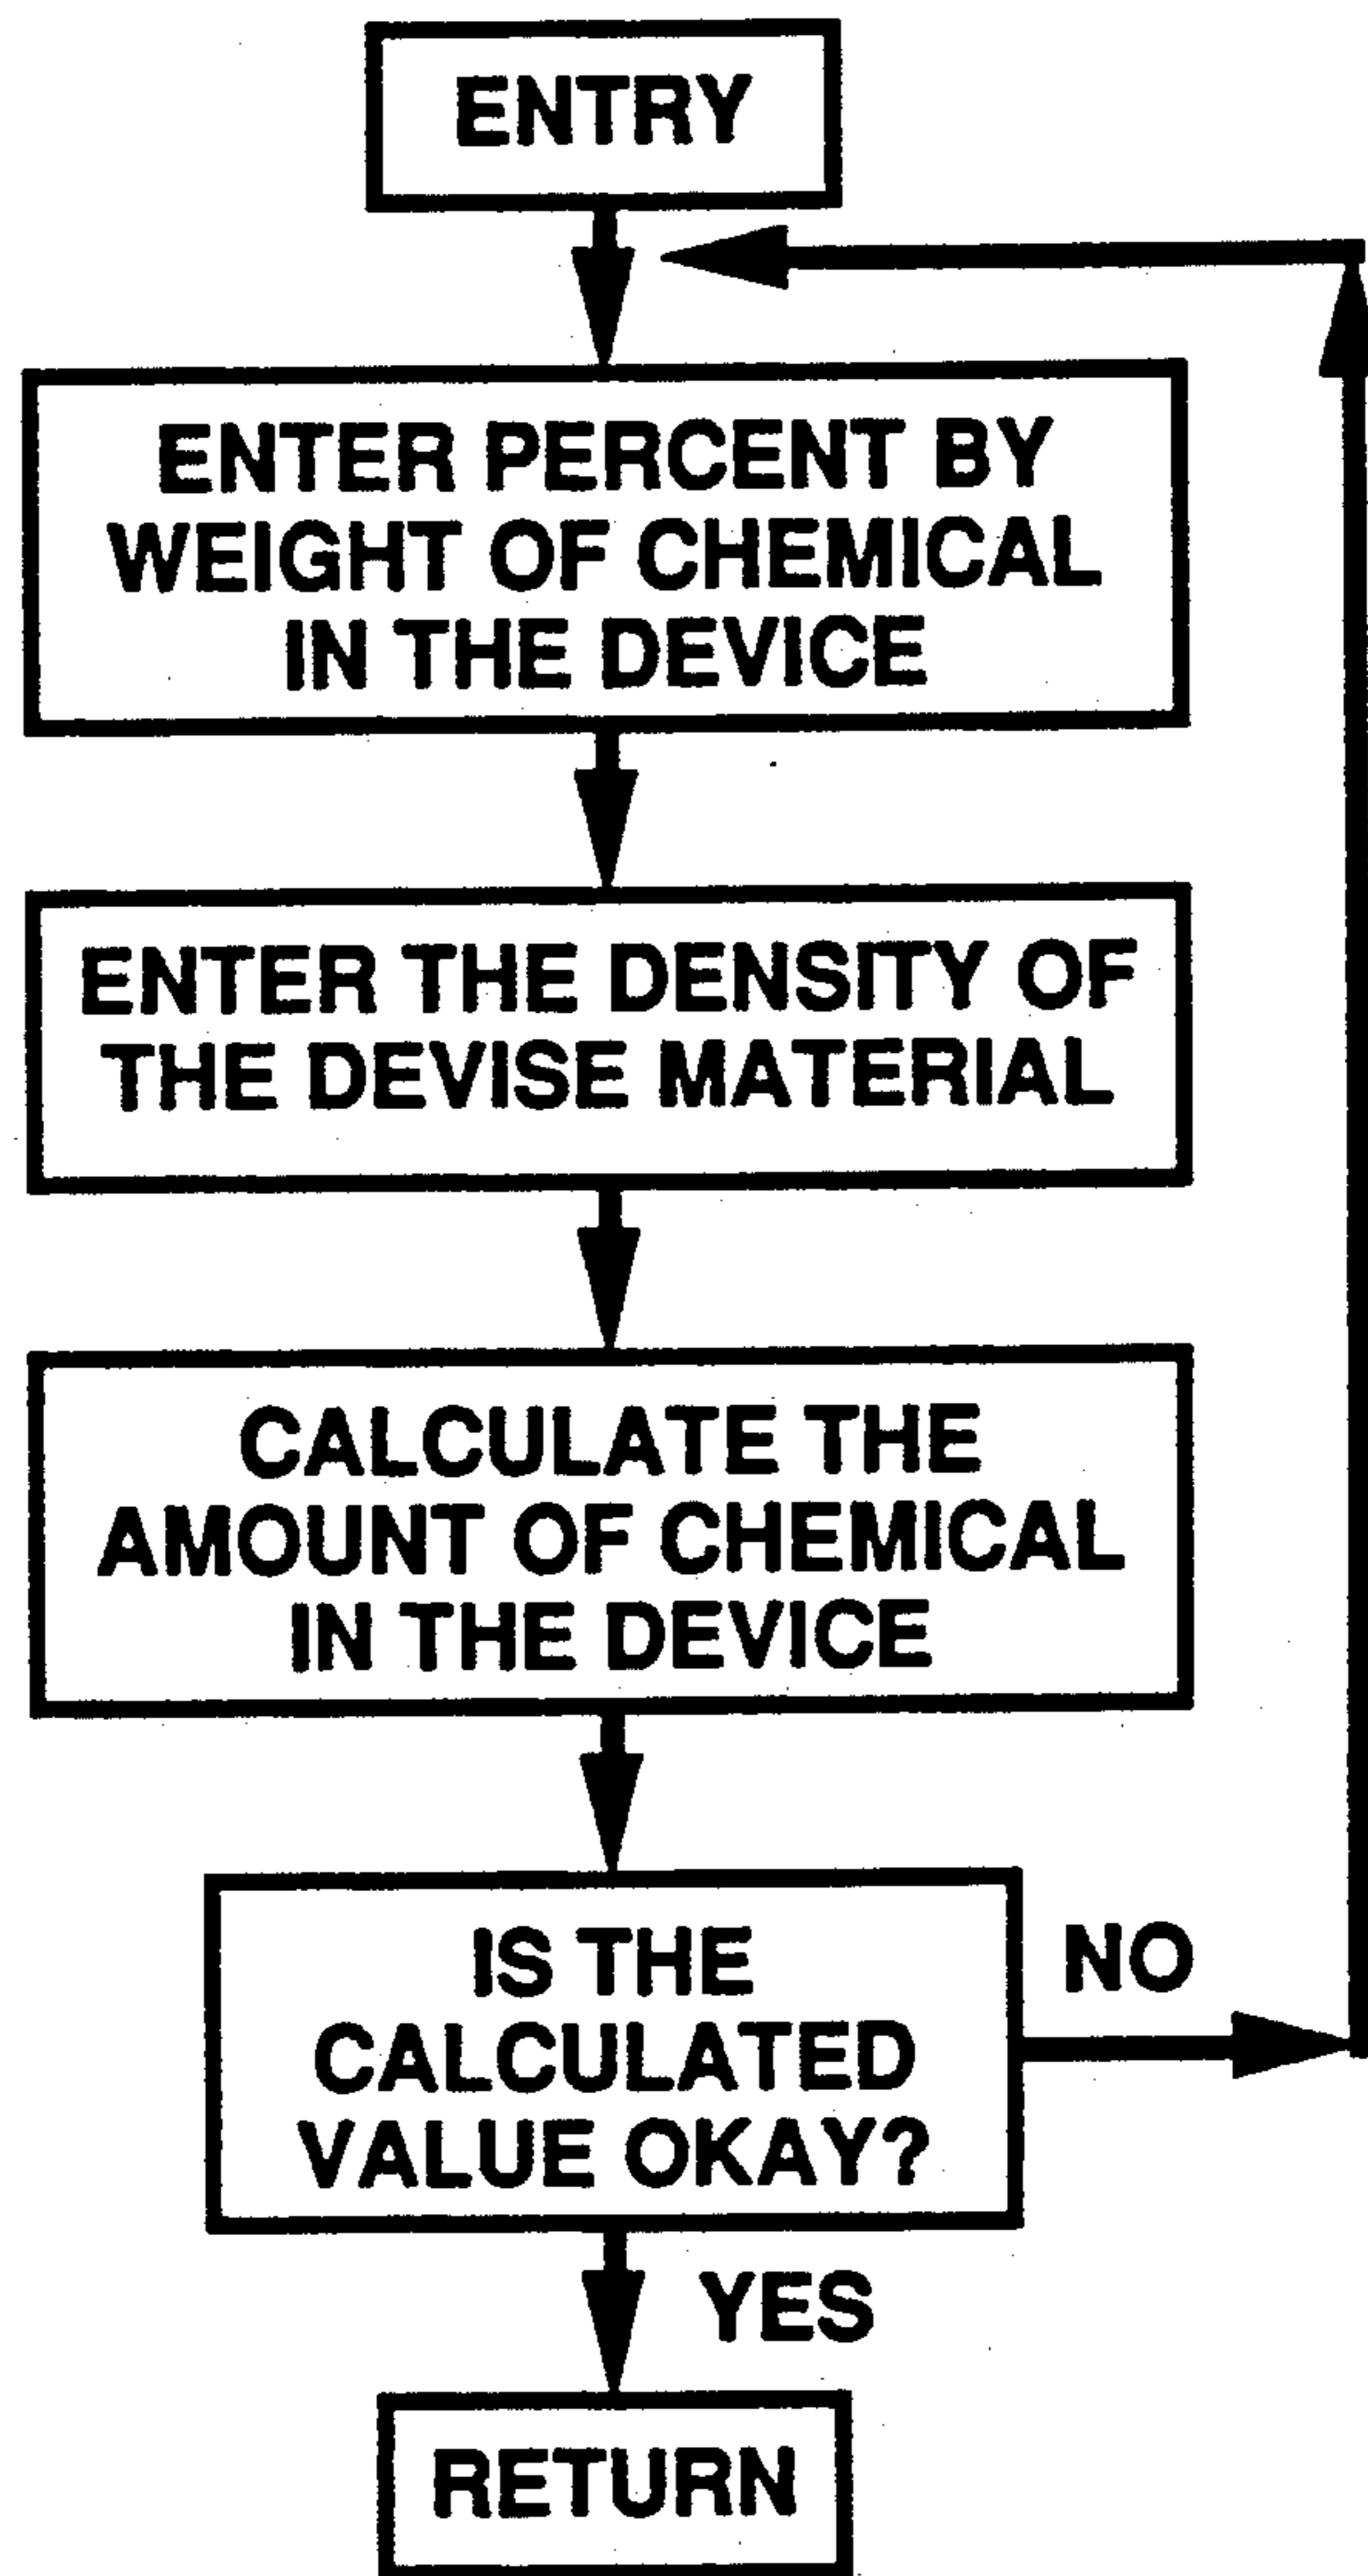 ENTRY
ENTER PERCENT BY
WEIGHT OF CHEMICAL
IN THE DEVICE
ENTER THE DENSITY OF
THE DEVISE MATERIAL
CALCULATE THE
AMOUNT OF CHEMICAL
IN THE DEVICE
IS THE
CALCULATED
VALUE OKAY?
NO
YES
RETURN